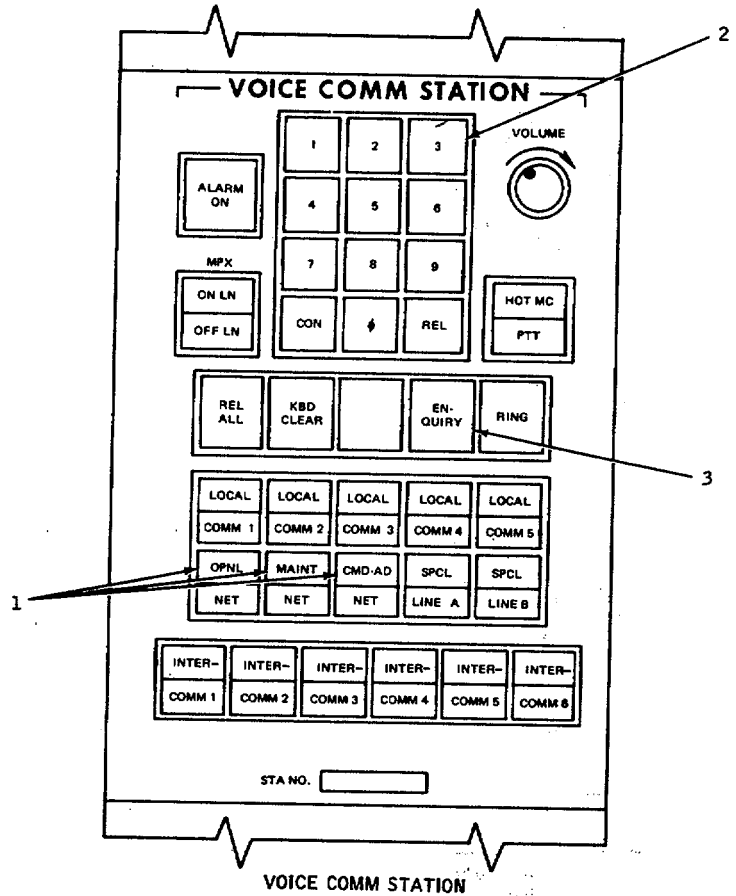 2
VOICE COMM STATION
VOLUME
1 2 3
ALARM
ON
4 5 6
MPX
7 8 9
ON LN
OFF LN
HOT MC
PTT
CON ϕ REL
REL
ALL
KBD
CLEAR
EN-
QUIRY
RING
3
LOCAL LOCAL LOCAL LOCAL LOCAL
COMM 1 COMM 2 COMM 3 COMM 4 COMM 5
OPNL MAINT CMD-AD SPCL SPCL
NET NET NET LINE A LINE B
1
INTER- INTER- INTER- INTER- INTER- INTER-
COMM 1 COMM 2 COMM 3 COMM 4 COMM 5 COMM 6
STA NO.
VOICE COMM STATION